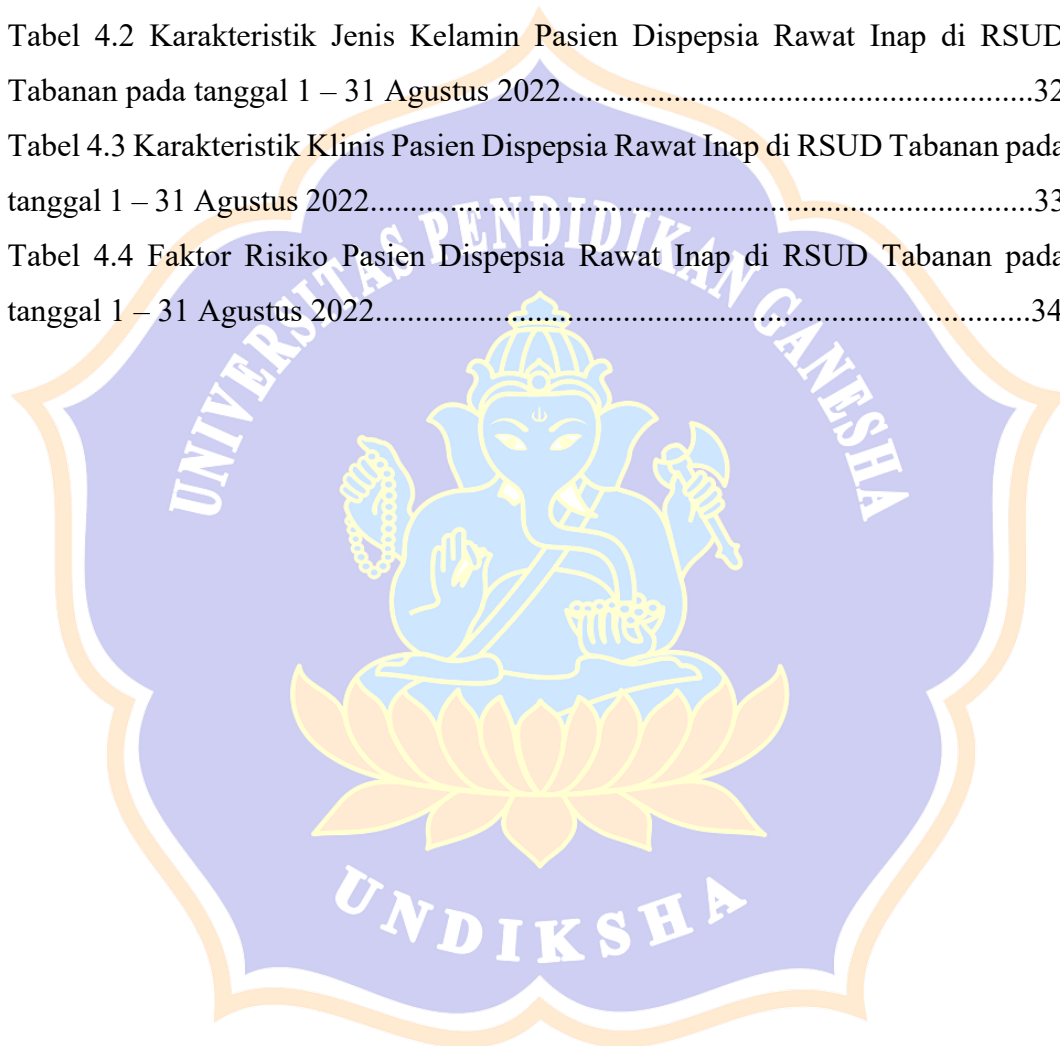 Tabel 4.2 Karakteristik Jenis Kelamin Pasien Dispepsia Rawat Inap di RSUD
Tabanan pada tanggal 1 – 31 Agustus 2022............................................................32
Tabel 4.3 Karakteristik Klinis Pasien Dispepsia Rawat Inap di RSUD Tabanan pada
tanggal 1 – 31 Agustus 2022....................................................................................33
Tabel 4.4 Faktor Risiko Pasien Dispepsia Rawat Inap di RSUD Tabanan pada
tanggal 1 – 31 Agustus 2022...................................................................................34
UNIVERSITAS PENDIDIKAN GANESHA
UNDIKSHA